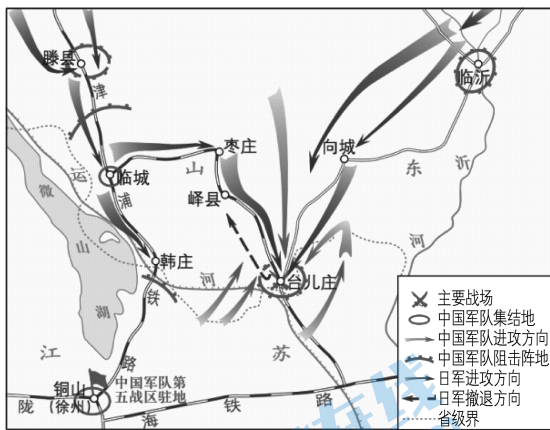 滕县
临沂
津
枣庄
向城
临城
山
东
沂
运
浦
峄县
微
山
湖
韩庄
河
台儿庄
河
铁
江
苏
路
铜山
(徐州)
中国军队第
五战区驻地
陇
海
铁
路
主要战场
中国军队集结地
中国军队进攻方向
中国军队阻击阵地
日军进攻方向
日军撤退方向
省级界
在线